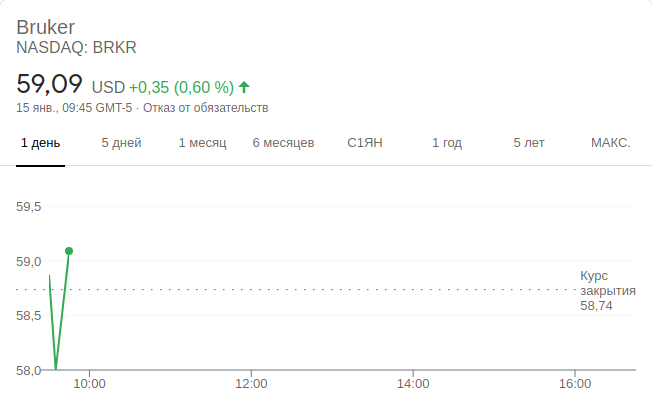 Bruker
NASDAQ: BRKR
59,09 USD +0,35 (0,60 %)
15 янв., 09:45 GMT-5 · Отказ от обязательств
1 день 5 дней 1 месяц 6 месяцев С1ЯН 1 год 5 лет МАКС.
59,5
59,0
Курс
закрытия
58,74
58,5
58,0
10:00 12:00 14:00 16:00